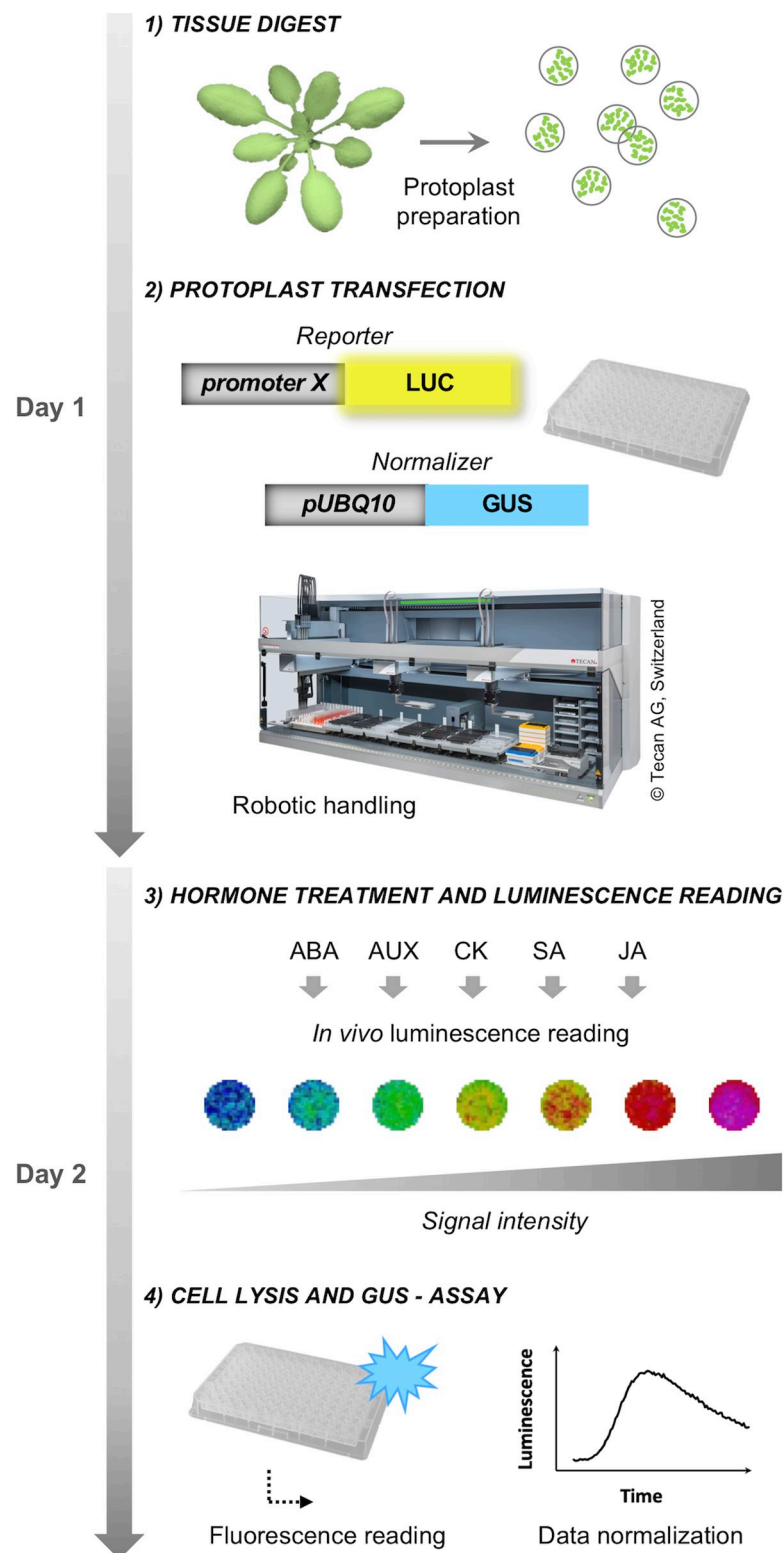 1) TISSUE DIGEST
Protoplast
preparation
2) PROTOPLAST TRANSFECTION
Reporter
promoter X LUC
Day 1
Normalizer
pUBQ10 GUS
TECAN
© Tecan AG, Switzerland
Robotic handling
3) HORMONE TREATMENT AND LUMINESCENCE READING
ABA AUX CK SA JA
In vivo luminescence reading
Day 2
Signal intensity
4) CELL LYSIS AND GUS - ASSAY
Luminescence
Time
Fluorescence reading Data normalization